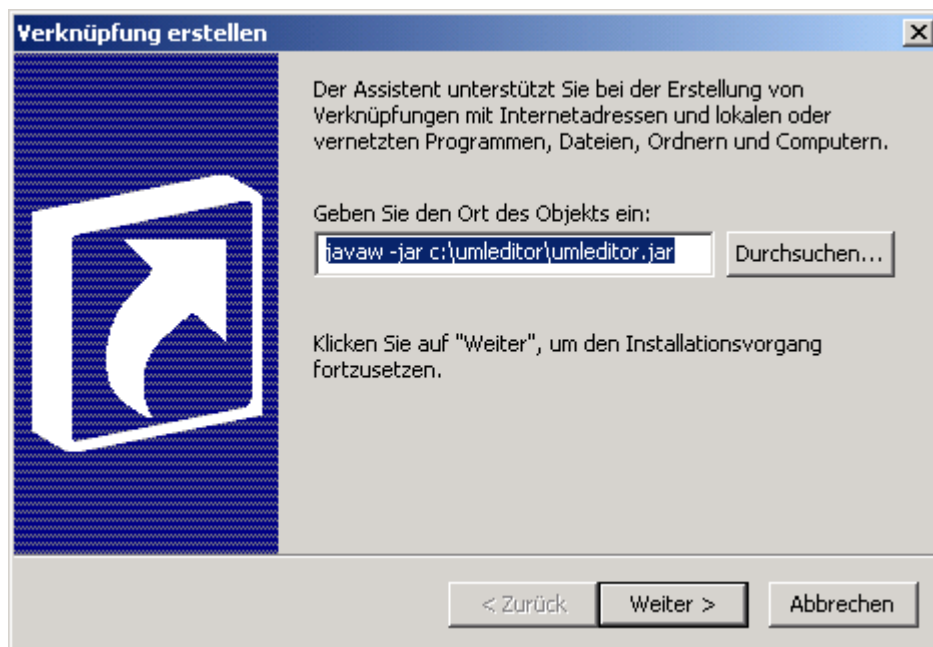 Verknüpfung erstellen
Der Assistent unterstützt Sie bei der Erstellung von
Verknüpfungen mit Internetadressen und lokalen oder
vernetzten Programmen, Dateien, Ordnern und Computern.
Geben Sie den Ort des Objekts ein:
javaw -jar c:\umleditor\umleditor.jar
Durchsuchen...
Klicken Sie auf "Weiter", um den Installationsvorgang
fortzusetzen.
< Zurück
Weiter >
Abbrechen